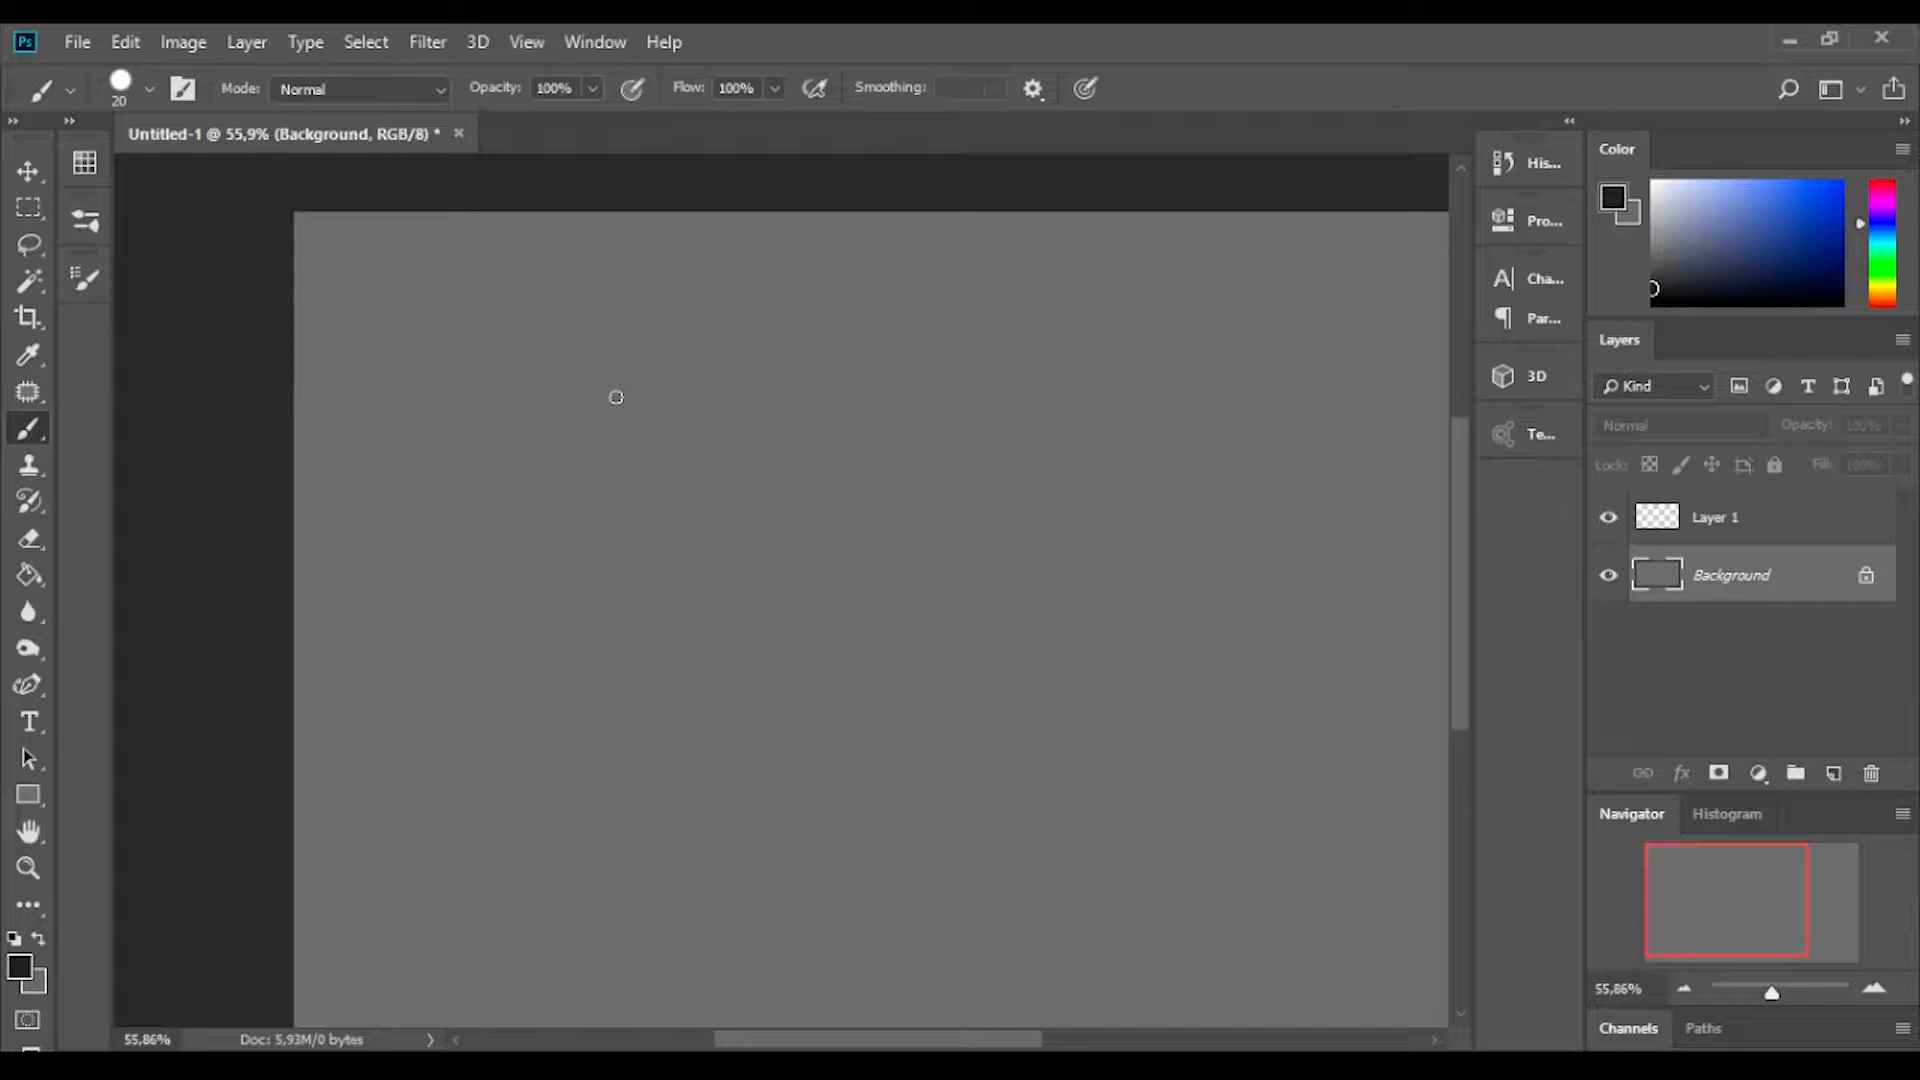 Ps File Edit Image Layer Type Select Filter 3D View Window Help
20 Mode: Normal Opacity: 100% Flow: 100% Smoothing:
Untitled-1 @ 55,9% (Background, RGB/8) *
His...
Pro...
A| Cha...
Par...
3D
Te...
Color
Layers
Kind
Normal Opacity: 100%
Lock: Fill: 100%
Layer 1
Background
fx
Navigator Histogram
55,86%
Channels Paths
55,86% Doc: 5,93M/0 bytes